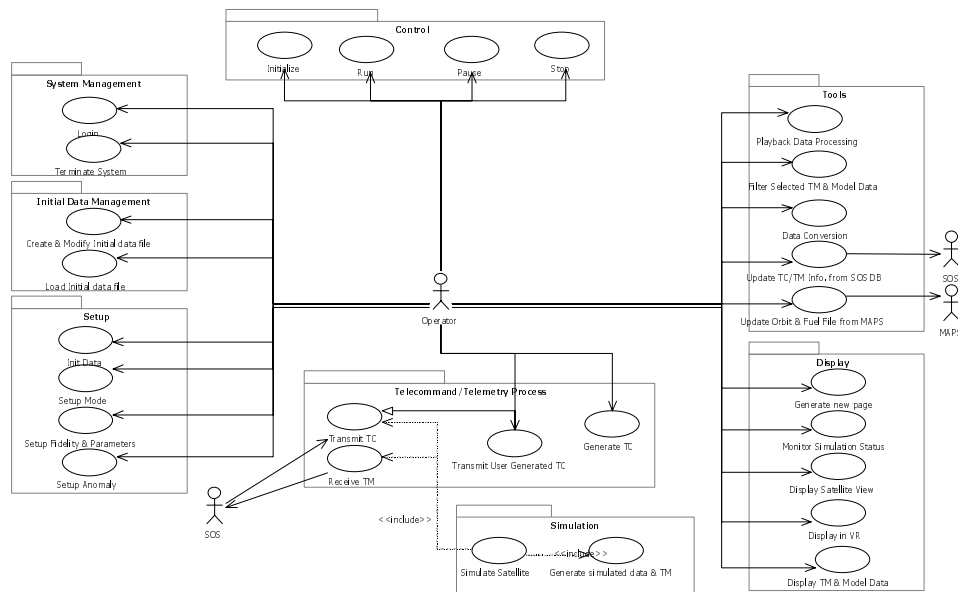 Control
Initialize
Run
Pause
Stop
System Management
Login
Terminate System
Initial Data Management
Create & Modify Initial data file
Load Initial data file
Setup
Init Data
Setup Mode
Setup Fidelity & Parameters
Setup Anomaly
Operator
Tools
Playback Data Processing
Filter Selected TM & Model Data
Data Conversion
Update TC/TM Info. from SOS DB
Update Orbit & Fuel File from MAPS
SOS
MAPS
Display
Generate new page
Monitor Simulation Status
Display Satellite View
Display in VR
Display TM & Model Data
Telecommand/Telemetry Process
Transmit TC
Receive TM
Transmit User Generated TC
Generate TC
SOS
<<include>>
Simulation
Simulate Satellite
<<include>>
Generate simulated data & TM